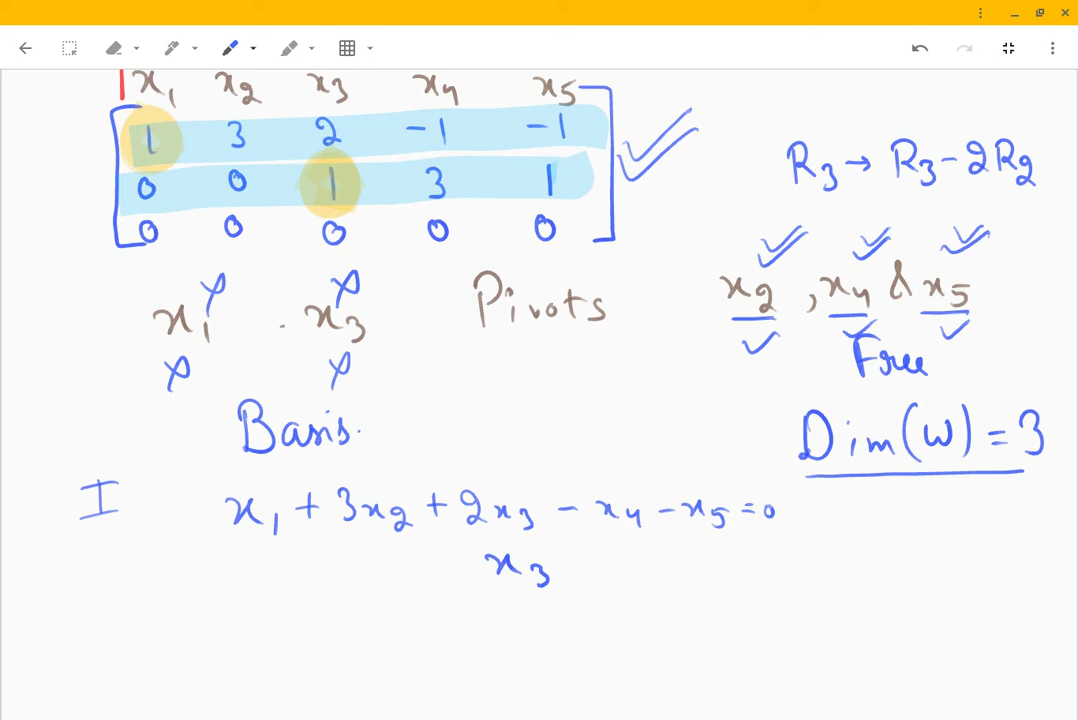 x₁ x₂ x₃ x₄ x₅
1 3 2 -1 -1
0 0 1 3 1
0 0 0 0 0
R₃ → R₃ - 2R₂
x₁ . x₃ Pivots
x₂ , x₄ & x₅
Free
Basis.
Dim(W) = 3
I x₁ + 3x₂ + 2x₃ - x₄ - x₅ = 0
x₃